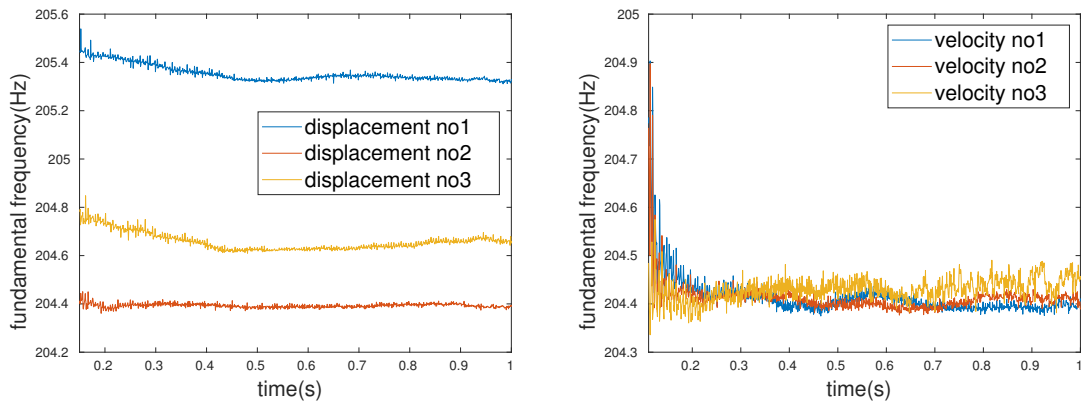 205.6
205.4
205.2
205
204.8
204.6
204.4
204.2
fundamental frequency(Hz)
displacement no1
displacement no2
displacement no3
0.2 0.3 0.4 0.5 0.6 0.7 0.8 0.9 1
time(s)
205
204.9
204.8
204.7
204.6
204.5
204.4
204.3
fundamental frequency(Hz)
velocity no1
velocity no2
velocity no3
0.2 0.3 0.4 0.5 0.6 0.7 0.8 0.9 1
time(s)